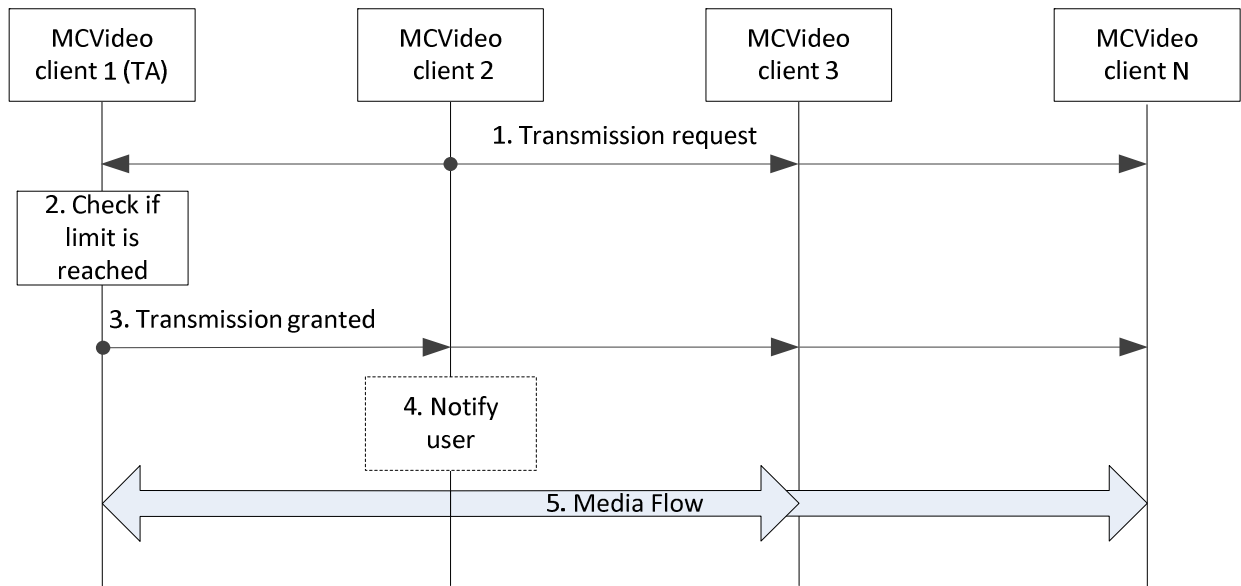 MCVideo
client 1 (TA)
MCVideo
client 2
MCVideo
client 3
MCVideo
client N
1. Transmission request
2. Check if
limit is
reached
3. Transmission granted
4. Notify
user
5. Media Flow